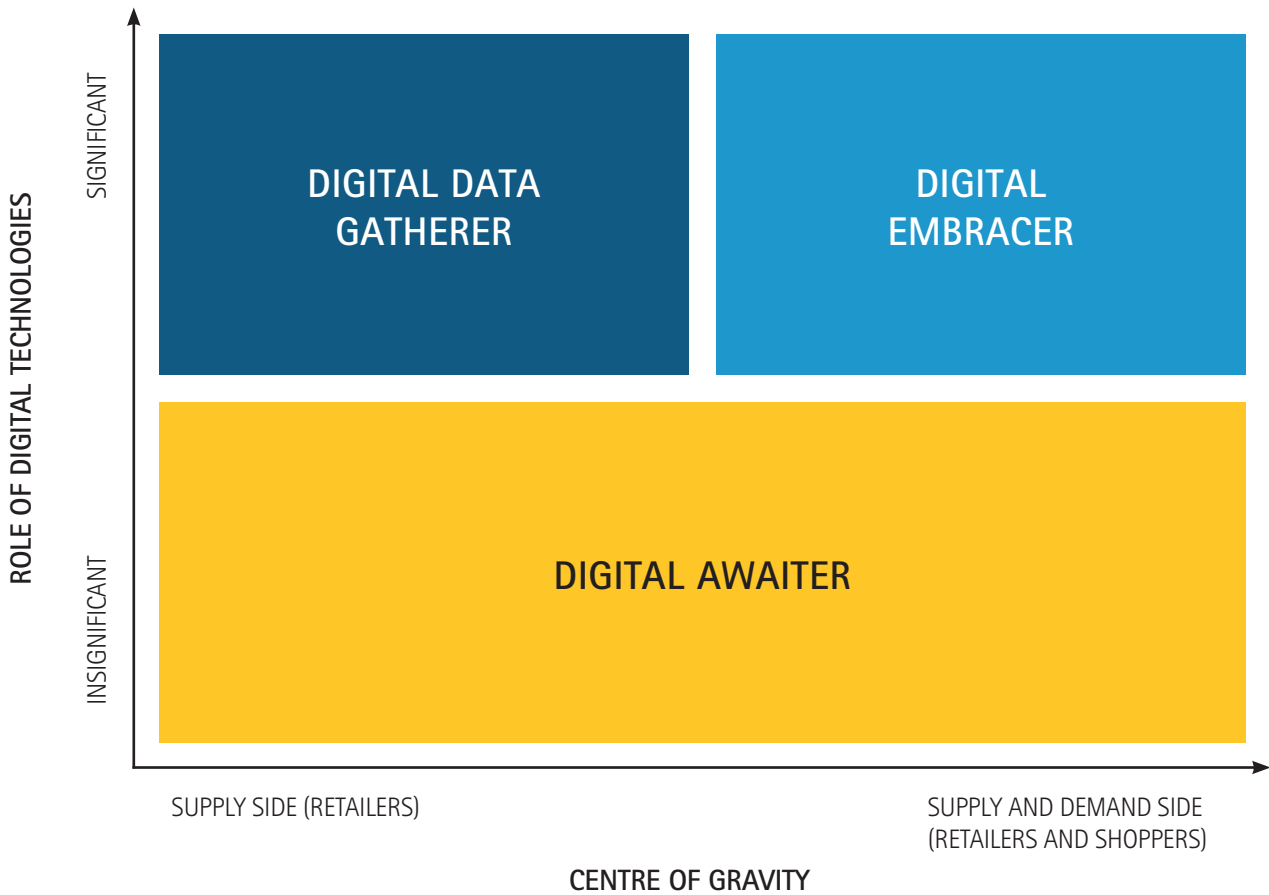 ROLE OF DIGITAL TECHNOLOGIES
SIGNIFICANT
INSIGNIFICANT
DIGITAL DATA
GATHERER
DIGITAL
EMBRACER
DIGITAL AWAITER
SUPPLY SIDE (RETAILERS)
SUPPLY AND DEMAND SIDE
(RETAILERS AND SHOPPERS)
CENTRE OF GRAVITY